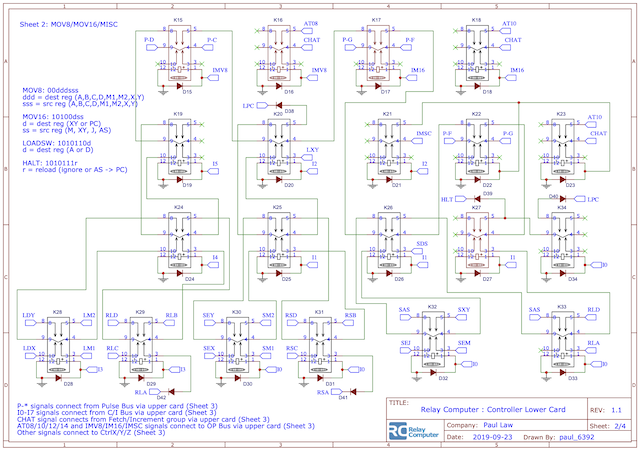 Sheet 2: MOV8/MOV16/MISC
K15
K16
K17
K18
P-D
P-C
AT08
CHAT
P-G
P-F
AT10
CHAT
IMV8
IMV8
IM16
IM16
D15
D16
D17
D18
MOV8: 00dddsss
ddd = dest reg (A,B,C,D,M1,M2,X,Y)
sss = src reg (A,B,C,D,M1,M2,X,Y)
MOV16: 10100dss
d = dest reg (XY or PC)
ss = src reg (M, XY, J, AS)
LOADSW: 1010110d
d = dest reg (A or D)
HALT: 1010111r
r = reload (ignore or AS -> PC)
LPC
D38
K19
K20
K21
K22
K23
IMSC
P-F
P-G
AT10
CHAT
LXY
I5
I2
I2
D19
D20
D21
D22
D23
HLT
D39
D40
LPC
K24
K25
K26
K27
K34
SDS
I4
I1
I1
I1
I0
D24
D25
D26
D27
D34
K28
K29
K30
K31
K32
K33
LDY
LM2
RLD
RLB
SEY
SM2
RSD
RSB
SAS
SXY
SAS
RLD
LDX
LM1
RLC
SEX
SM1
RSC
SEJ
SEM
RLA
I3
I3
I3
I3
I0
I0
D28
D29
D30
D31
D32
D33
RLA
D42
RSA
D41
P-* signals connect from Pulse Bus via upper card (Sheet 3)
I0-I7 signals connect from C/I Bus via upper card (Sheet 3)
CHAT signal connects from Fetch/Increment group via upper card (Sheet 3)
AT08/10/12/14 and IMV8/IM16/IMSC signals connect to OP Bus via upper card (Sheet 3)
Other signals connect to CtrlX/Y/Z (Sheet 3)
TITLE:
Relay Computer : Controller Lower Card
REV: 1.1
Relay Computer
Company: Paul Law
Sheet: 2/4
Date: 2019-09-23
Drawn By: paul_6392